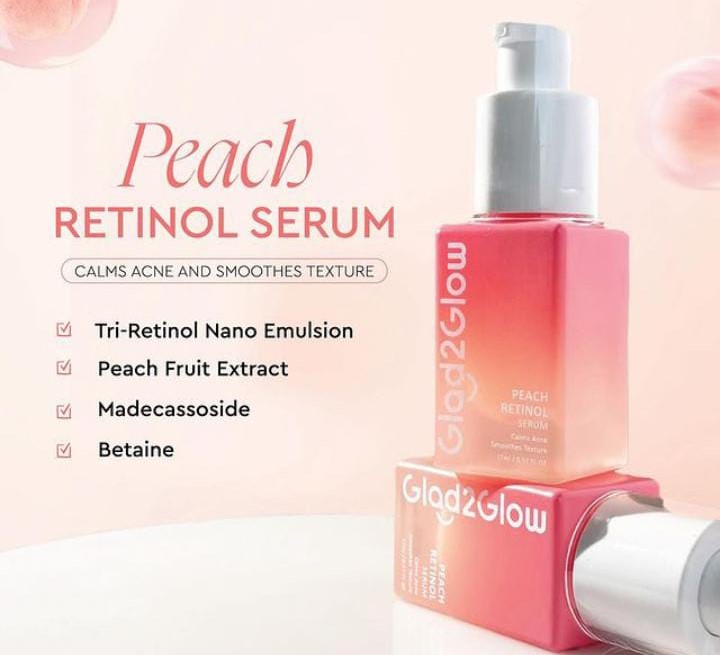 Peach
RETINOL SERUM
CALMS ACNE AND SMOOTHES TEXTURE
Tri-Retinol Nano Emulsion
Peach Fruit Extract
Madecassoside
Betaine
Glad2Glow
PEACH
RETINOL
SERUM
Calms Acne
Smoothes Texture
Glad2Glow
PEACH
RETINOL
SERUM